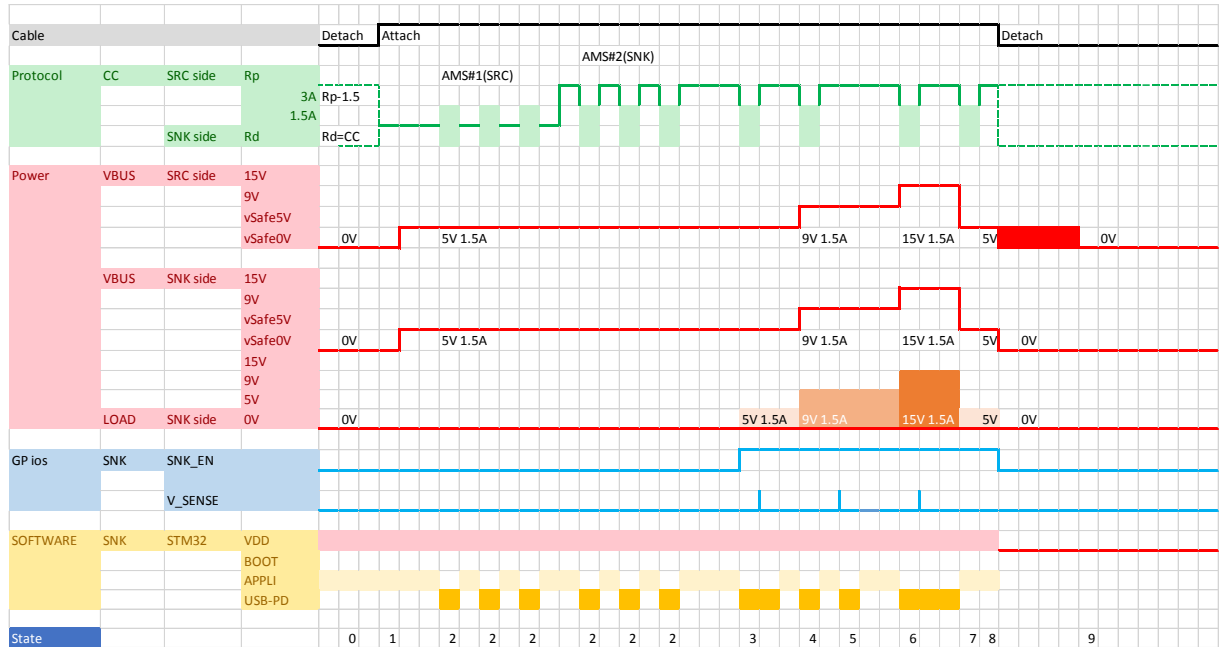 Cable Detach Attach Detach
AMS#2(SNK)
Protocol CC SRC side Rp AMS#1(SRC)
3A Rp-1.5
1.5A
SNK side Rd Rd=CC
Power VBUS SRC side 15V
9V
vSafe5V
vSafe0V 0V 5V 1.5A 9V 1.5A 15V 1.5A 5V 0V
VBUS SNK side 15V
9V
vSafe5V
vSafe0V 0V 5V 1.5A 9V 1.5A 15V 1.5A 5V 0V
15V
9V
5V
LOAD SNK side 0V 0V 5V 1.5A 9V 1.5A 15V 1.5A 5V 0V
GP ios SNK SNK_EN
V_SENSE
SOFTWARE SNK STM32 VDD
BOOT
APPLI
USB-PD
State 0 1 2 2 2 2 2 2 3 4 5 6 7 8 9